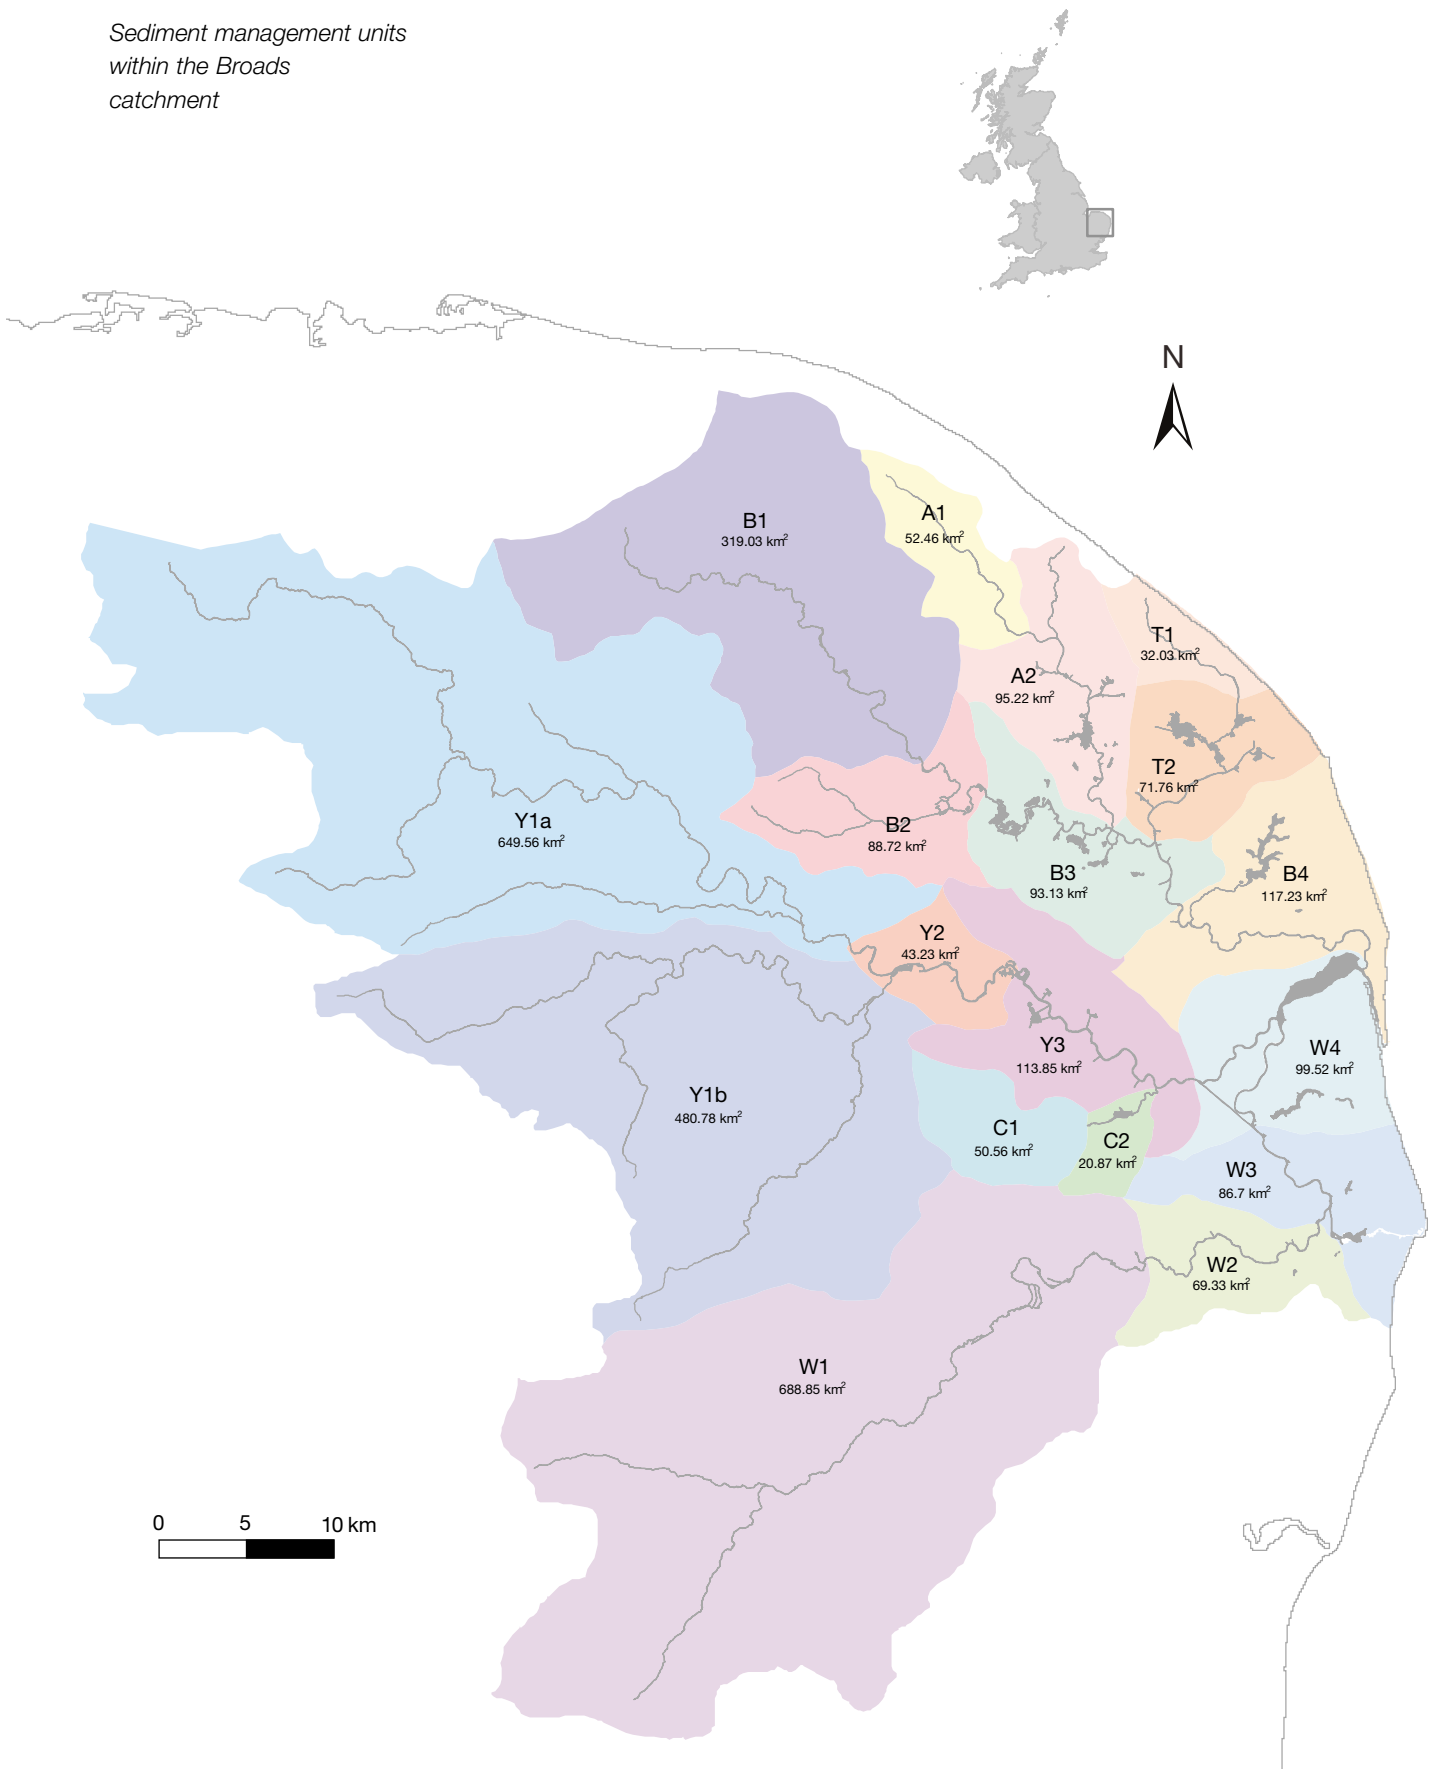 Sediment management units
within the Broads
catchment
N
B1
319.03 km²
A1
52.46 km²
T1
32.03 km²
A2
95.22 km²
T2
71.76 km²
Y1a
649.56 km²
B2
88.72 km²
B3
93.13 km²
B4
117.23 km²
Y2
43.23 km²
Y3
113.85 km²
W4
99.52 km²
Y1b
480.78 km²
C1
50.56 km²
C2
20.87 km²
W3
86.7 km²
W2
69.33 km²
W1
688.85 km²
0 5 10 km